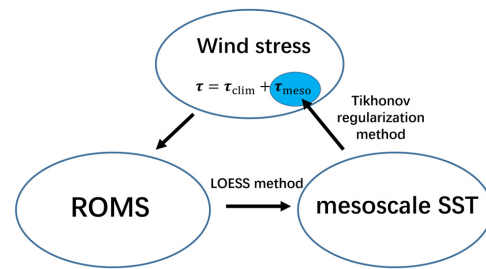 Wind stress
τ = τclim + τmeso
Tikhonov
regularization
method
LOESS method
ROMS
mesoscale SST